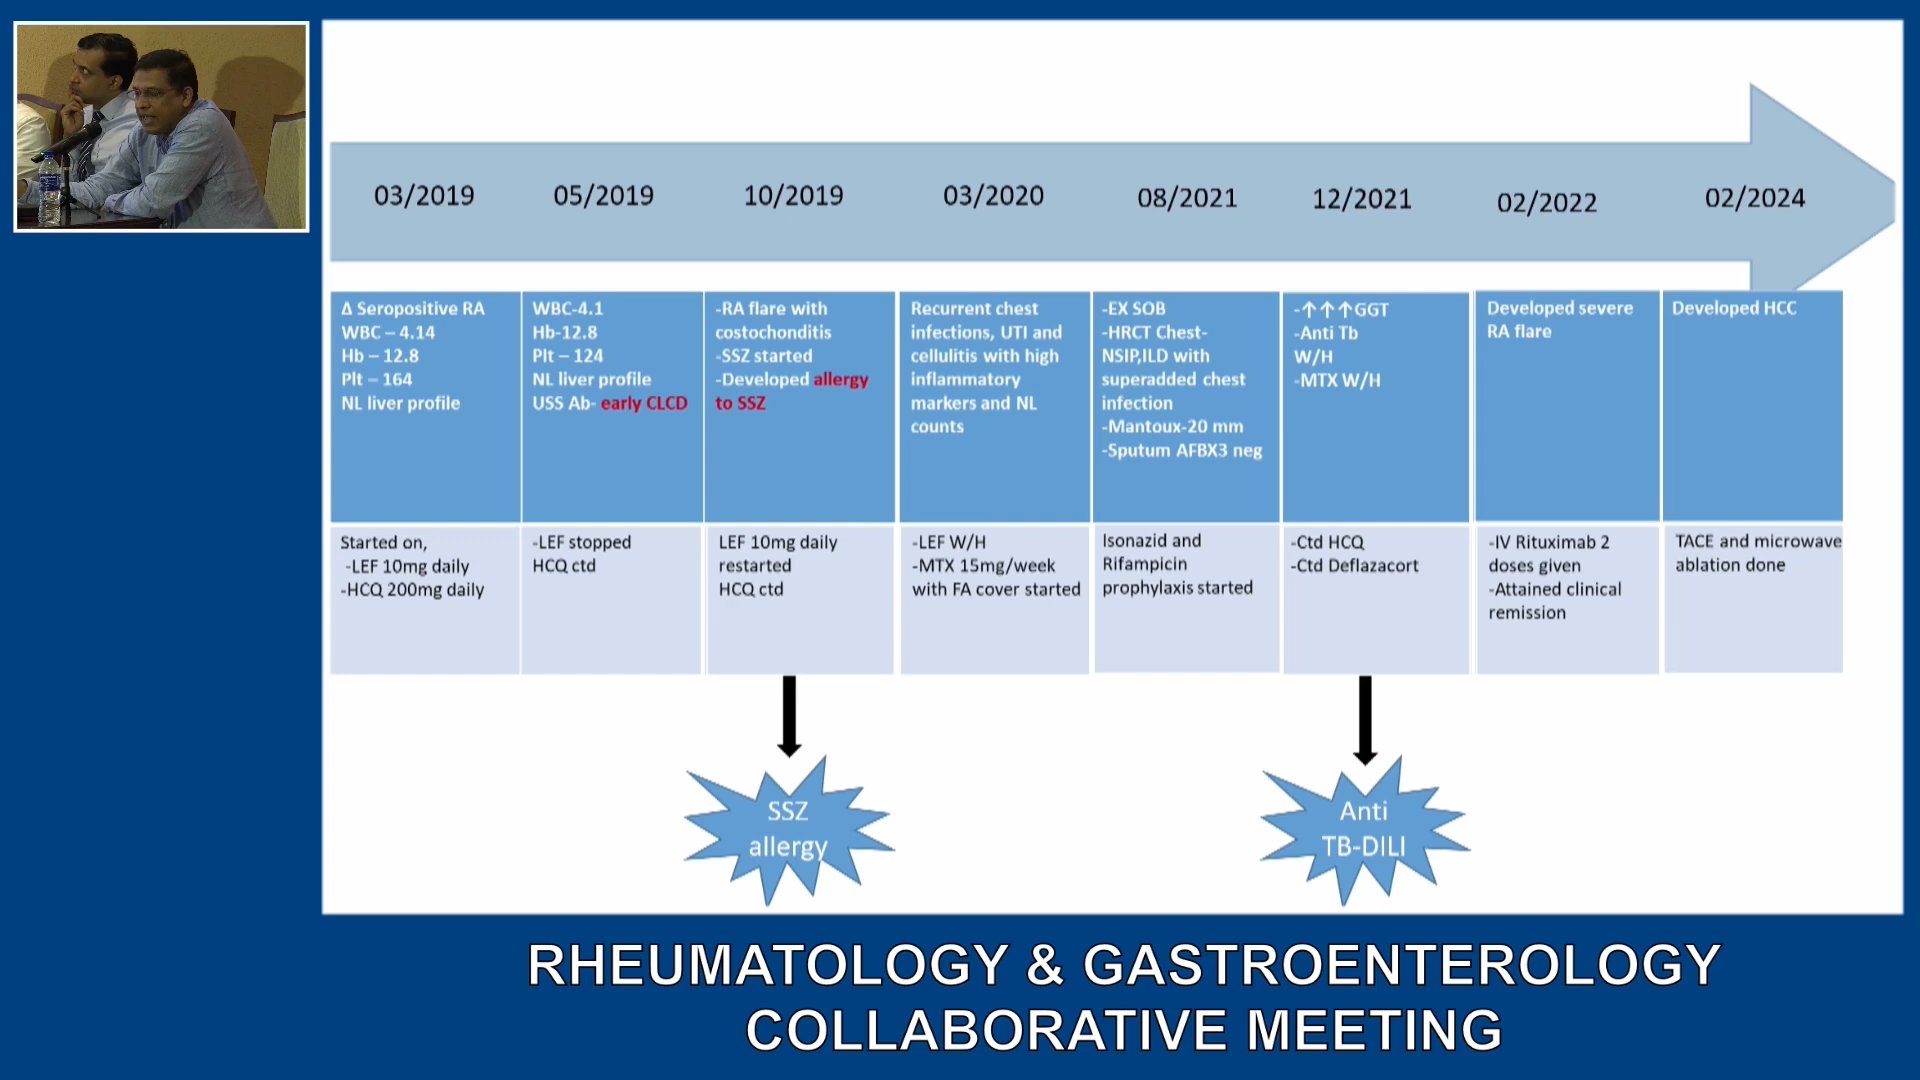 03/2019
05/2019
10/2019
03/2020
08/2021
12/2021
02/2022
02/2024
Δ Seropositive RA
WBC – 4.14
Hb – 12.8
Plt – 164
NL liver profile
WBC-4.1
Hb-12.8
Plt – 124
NL liver profile
USS Ab- early CLCD
-RA flare with
costochonditis
-SSZ started
-Developed allergy
to SSZ
Recurrent chest
infections, UTI and
cellulitis with high
inflammatory
markers and NL
counts
-EX SOB
-HRCT Chest-
NSIP,ILD with
superadded chest
infection
-Mantoux-20 mm
-Sputum AFBX3 neg
-↑↑↑GGT
-Anti Tb
W/H
-MTX W/H
Developed severe
RA flare
Developed HCC
Started on,
-LEF 10mg daily
-HCQ 200mg daily
-LEF stopped
HCQ ctd
LEF 10mg daily
restarted
HCQ ctd
-LEF W/H
-MTX 15mg/week
with FA cover started
Isonazid and
Rifampicin
prophylaxis started
-Ctd HCQ
-Ctd Deflazacort
-IV Rituximab 2
doses given
-Attained clinical
remission
TACE and microwave
ablation done
SSZ
allergy
Anti
TB-DILI
RHEUMATOLOGY & GASTROENTEROLOGY
COLLABORATIVE MEETING